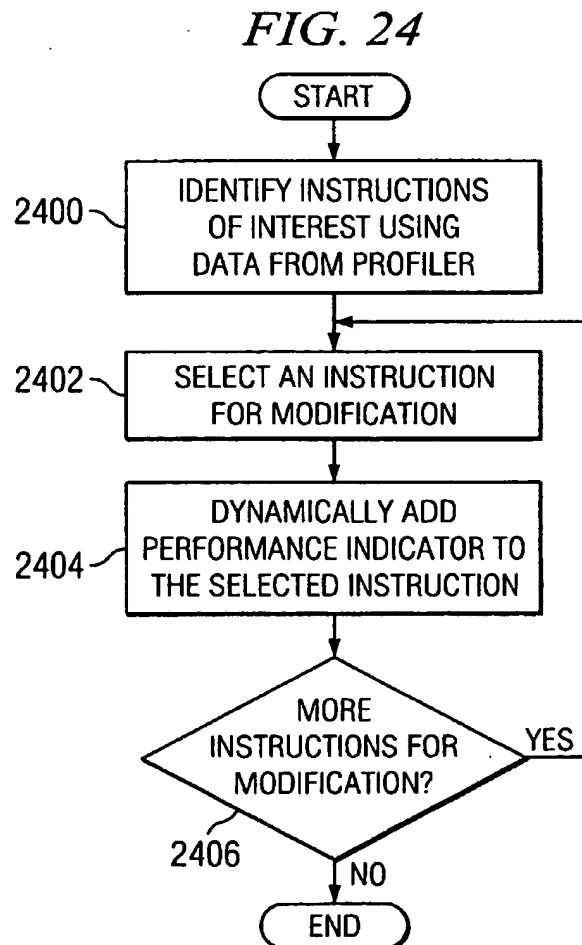 FIG. 24
START
2400
IDENTIFY INSTRUCTIONS
OF INTEREST USING
DATA FROM PROFILER
2402
SELECT AN INSTRUCTION
FOR MODIFICATION
2404
DYNAMICALLY ADD
PERFORMANCE INDICATOR TO
THE SELECTED INSTRUCTION
MORE
INSTRUCTIONS FOR
MODIFICATION?
YES
2406
NO
END